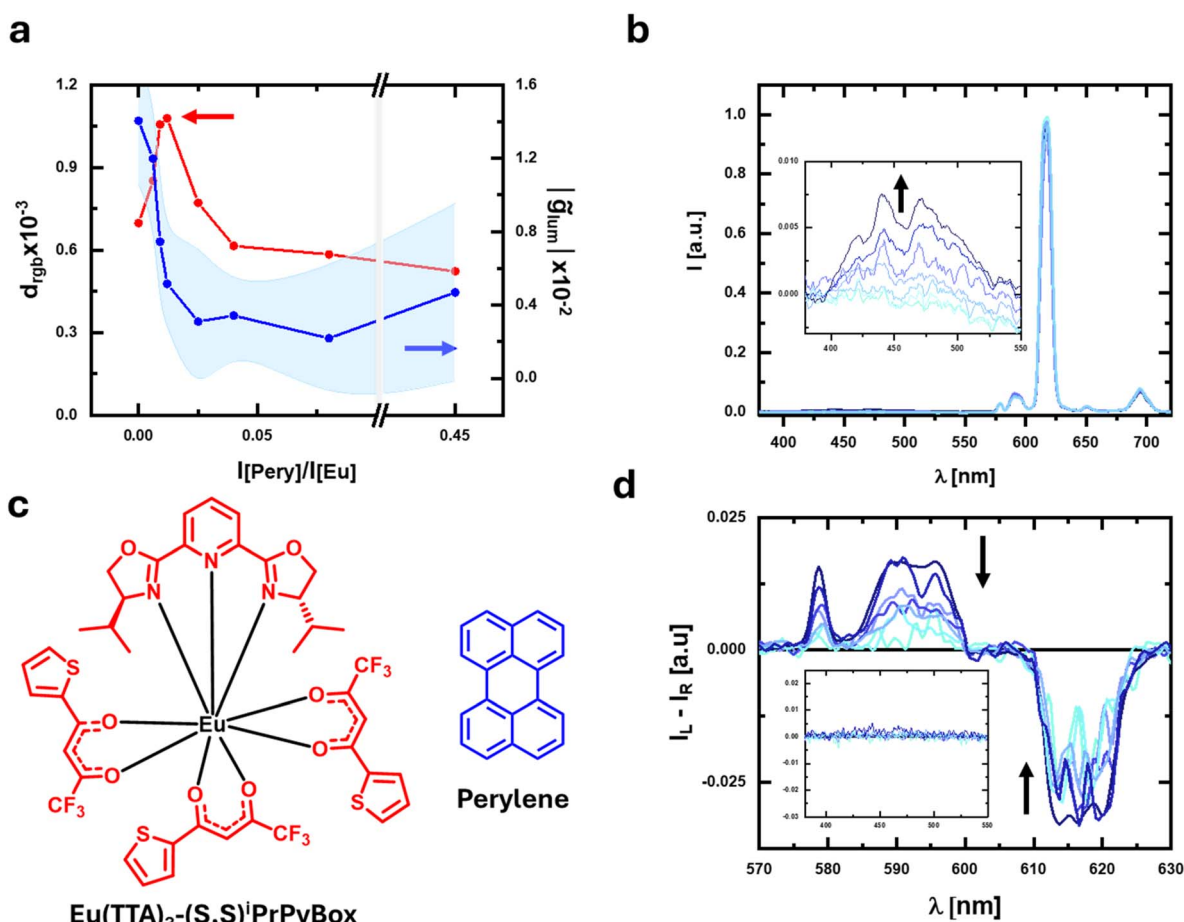 a
1.2
0.9
0.6
0.3
0.0
d_rgb x10^-3
1.6
1.2
0.8
0.4
0.0
|g̃_lum| x10^-2
0.00 0.05 0.45
I[Pery]/I[Eu]
b
1.0
0.8
0.6
0.4
0.2
0.0
I [a.u.]
0.010
0.005
0.000
400 450 500 550
400 450 500 550 600 650 700
λ [nm]
c
O N O
N N
S CF3
O Eu O
O O
CF3 O O S
S CF3
Perylene
Eu(TTA)3-(S,S)iPrPyBox
d
0.025
0.000
-0.025
I_L - I_R [a.u]
0.02
0.01
0.00
-0.01
-0.02
-0.03
400 450 500 550
570 580 590 600 610 620 630
λ [nm]